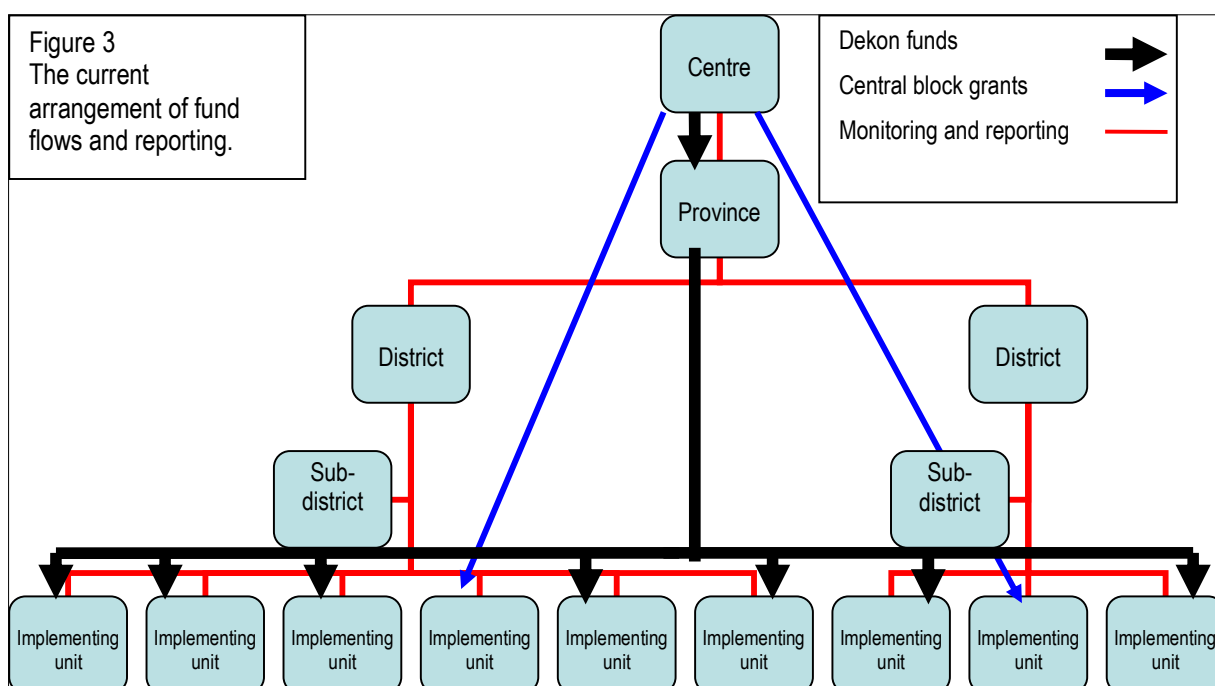 Figure 3
The current
arrangement of fund
flows and reporting.
Centre
Dekon funds
Central block grants
Monitoring and reporting
Province
District
District
Sub-
district
Sub-
district
Implementing
unit
Implementing
unit
Implementing
unit
Implementing
unit
Implementing
unit
Implementing
unit
Implementing
unit
Implementing
unit
Implementing
unit